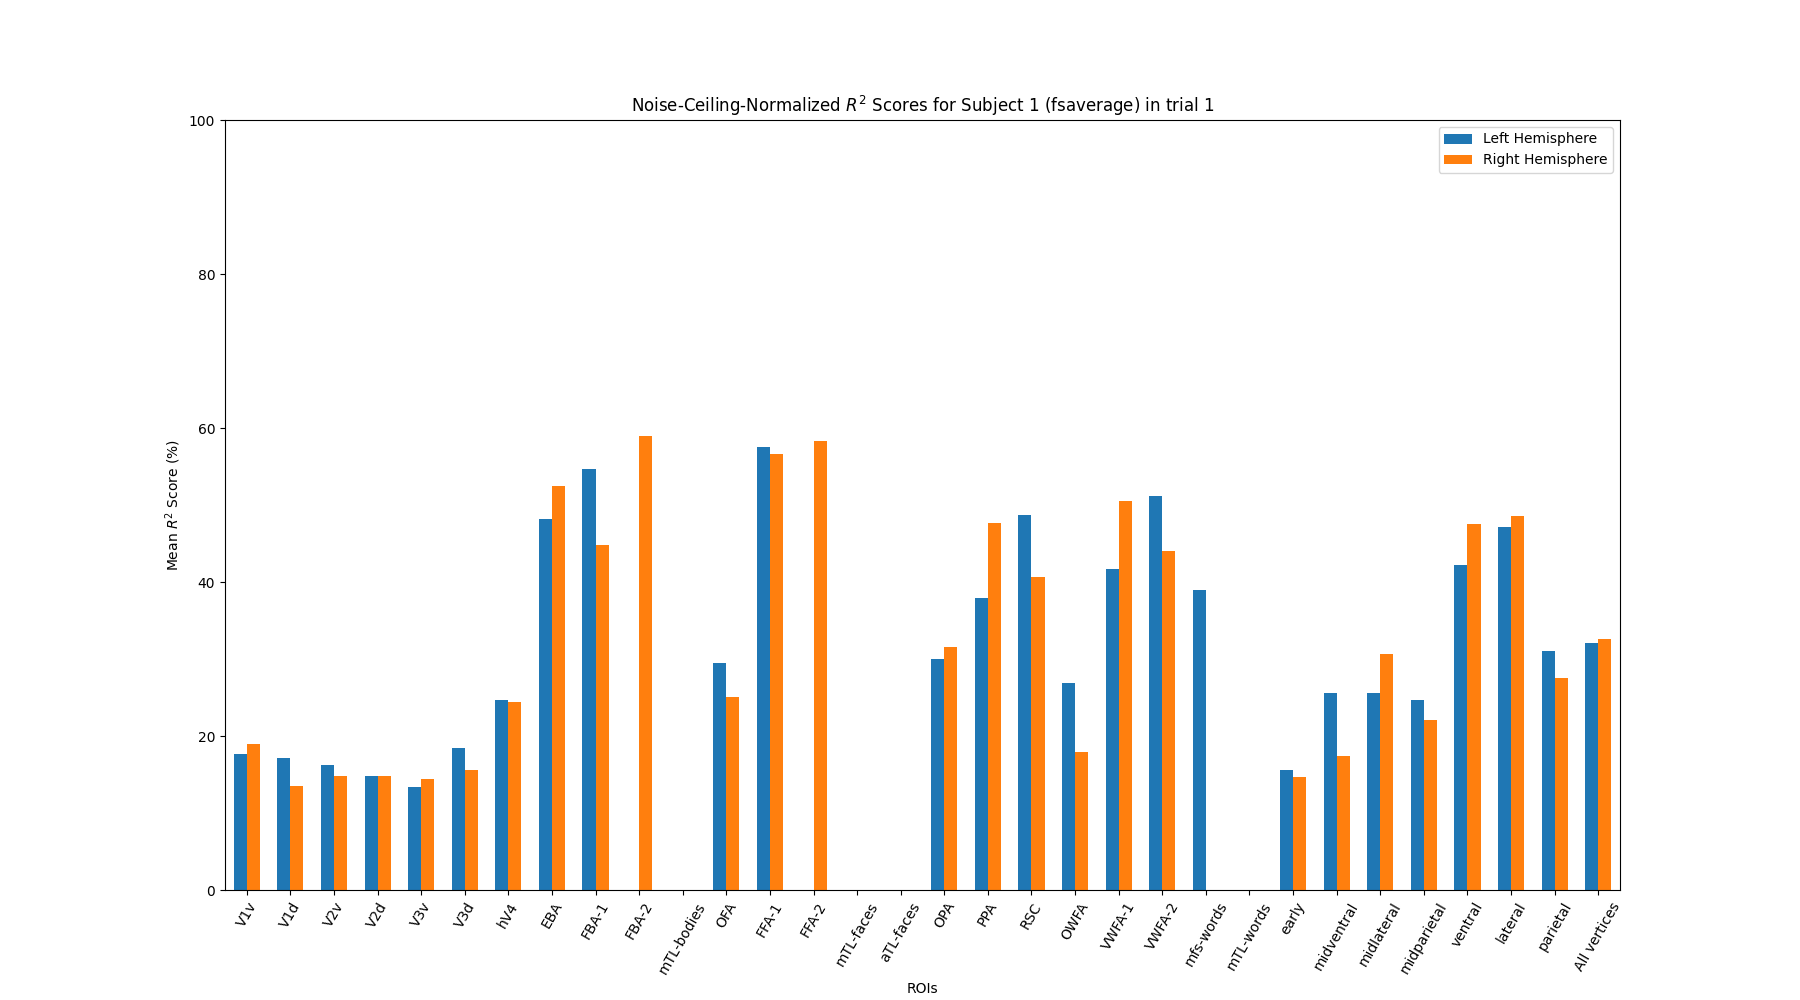 Noise-Ceiling-Normalized R² Scores for Subject 1 (fsaverage) in trial 1
Left Hemisphere
Right Hemisphere
100
80
60
40
20
0
Mean R² Score (%)
V1v
V1d
V2v
V2d
V3v
V3d
hV4
EBA
FBA-1
FBA-2
mTL-bodies
OFA
FFA-1
FFA-2
mTL-faces
aTL-faces
OPA
PPA
RSC
OWFA
VWFA-1
VWFA-2
mfs-words
mTL-words
early
midventral
midlateral
midparietal
ventral
lateral
parietal
All vertices
ROIs